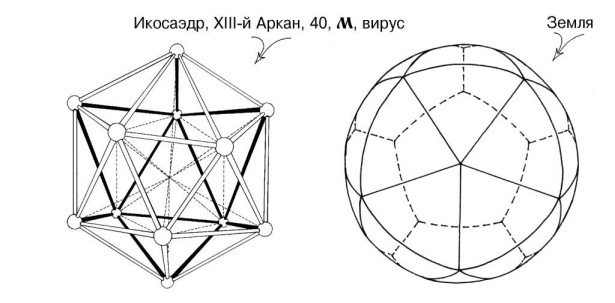 Икосаэдр, XIII-й Аркан, 40, М, вирус
Земля